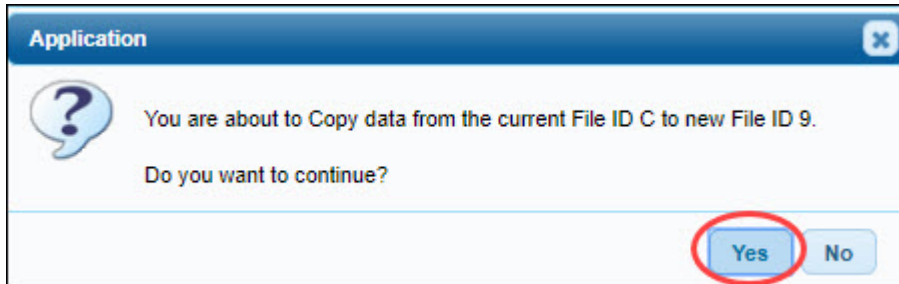 Application
You are about to Copy data from the current File ID C to new File ID 9.
Do you want to continue?
Yes No